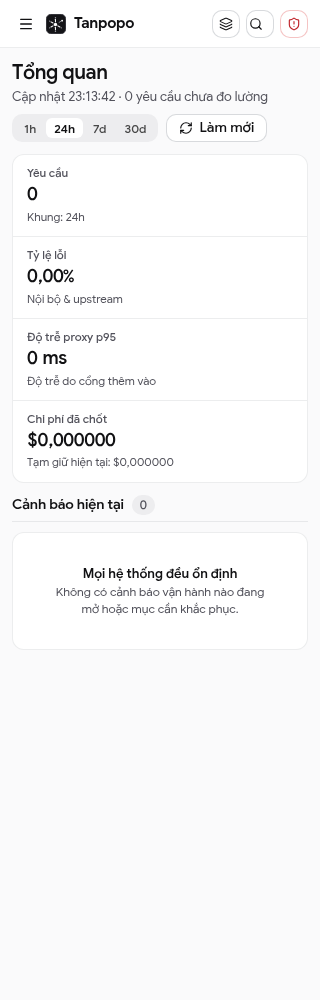 Tanpopo
Tổng quan
Cập nhật 23:13:42 · 0 yêu cầu chưa đo lường
1h 24h 7d 30d Làm mới
Yêu cầu
0
Khung: 24h
Tỷ lệ lỗi
0,00%
Nội bộ & upstream
Độ trễ proxy p95
0 ms
Độ trễ do cổng thêm vào
Chi phí đã chốt
$0,000000
Tạm giữ hiện tại: $0,000000
Cảnh báo hiện tại 0
Mọi hệ thống đều ổn định
Không có cảnh báo vận hành nào đang
mở hoặc mục cần khắc phục.